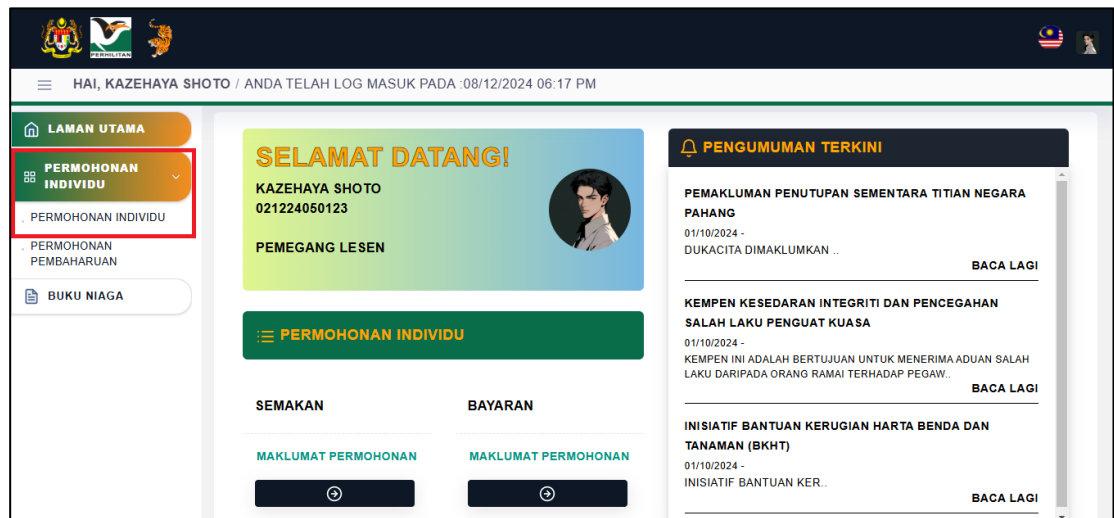 PERHILITAN
HAI, KAZEHAYA SHOTO / ANDA TELAH LOG MASUK PADA :08/12/2024 06:17 PM
LAMAN UTAMA
PERMOHONAN
INDIVIDU
PERMOHONAN INDIVIDU
PERMOHONAN
PEMBAHARUAN
BUKU NIAGA
SELAMAT DATANG!
KAZEHAYA SHOTO
021224050123
PEMEGANG LESEN
PERMOHONAN INDIVIDU
SEMAKAN
MAKLUMAT PERMOHONAN
BAYARAN
MAKLUMAT PERMOHONAN
PENGUMUMAN TERKINI
PEMAKLUMAN PENUTUPAN SEMENTARA TITIAN NEGARA
PAHANG
01/10/2024 -
DUKACITA DIMAKLUMKAN ..
BACA LAGI
KEMPEN KESEDARAN INTEGRITI DAN PENCEGAHAN
SALAH LAKU PENGUAT KUASA
01/10/2024 -
KEMPEN INI ADALAH BERTUJUAN UNTUK MENERIMA ADUAN SALAH
LAKU DARIPADA ORANG RAMAI TERHADAP PEGAW..
BACA LAGI
INISIATIF BANTUAN KERUGIAN HARTA BENDA DAN
TANAMAN (BKHT)
01/10/2024 -
INISIATIF BANTUAN KER..
BACA LAGI